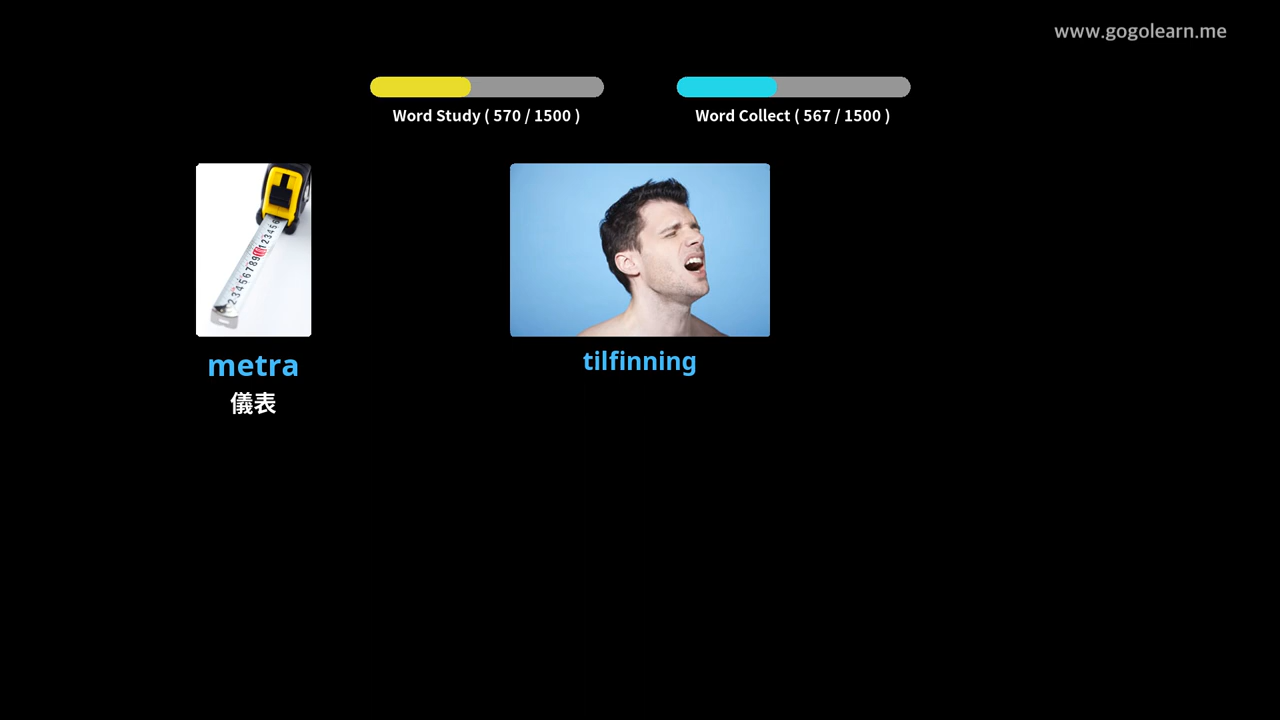 www.gogolearn.me
Word Study ( 570 / 1500 )
Word Collect ( 567 / 1500 )
metra
儀表
tilfinning